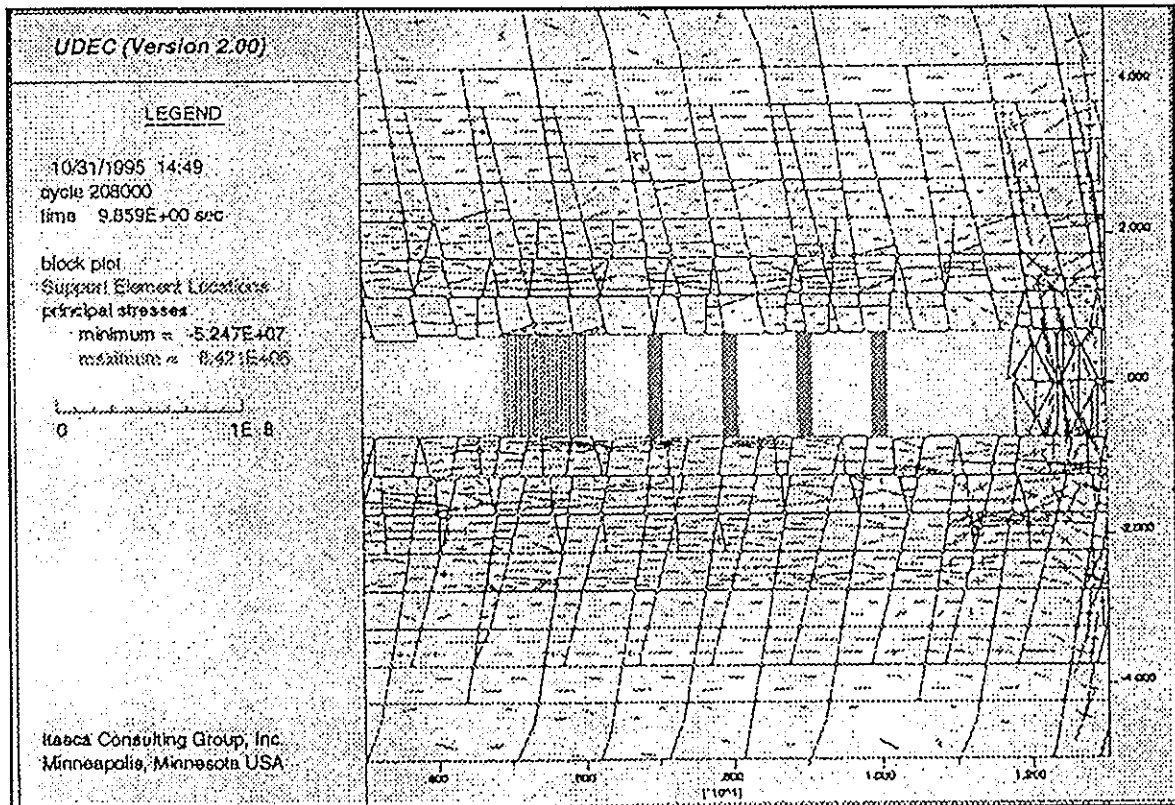 UDEC (Version 2.00)
LEGEND
10/31/1995 14:49
cycle 208000
time 9.859E+00 sec
block plot
Support Element Locations
principal stresses
minimum = -5.247E+07
maximum =
0 1E 8
Itasca Consulting Group, Inc.
Minneapolis, Minnesota USA
4.000
2.000
.000
-2.000
-4.000
.800 1.000 1.200